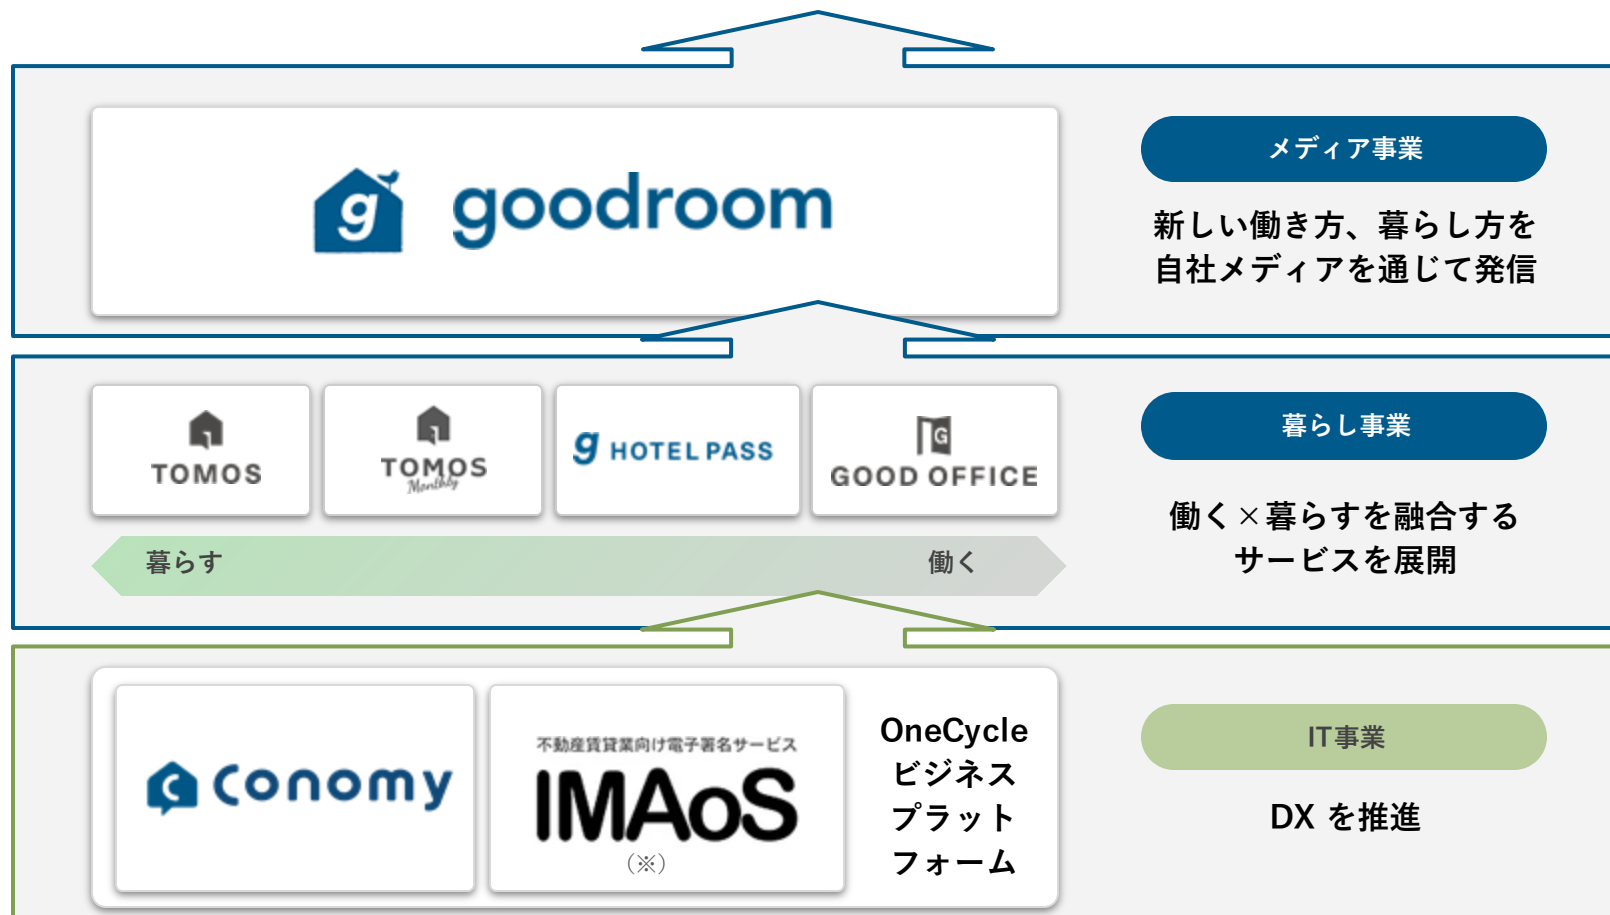 g goodroom
メディア事業
新しい働き方、暮らし方を
自社メディアを通じて発信
TOMOS
TOMOS
Monthly
g HOTEL PASS
G
GOOD OFFICE
暮らす
働く
暮らし事業
働く×暮らすを融合する
サービスを展開
C conomy
不動産賃貸業向け電子署名サービス
IMAoS
(※)
OneCycle
ビジネス
プラット
フォーム
IT事業
DX を推進